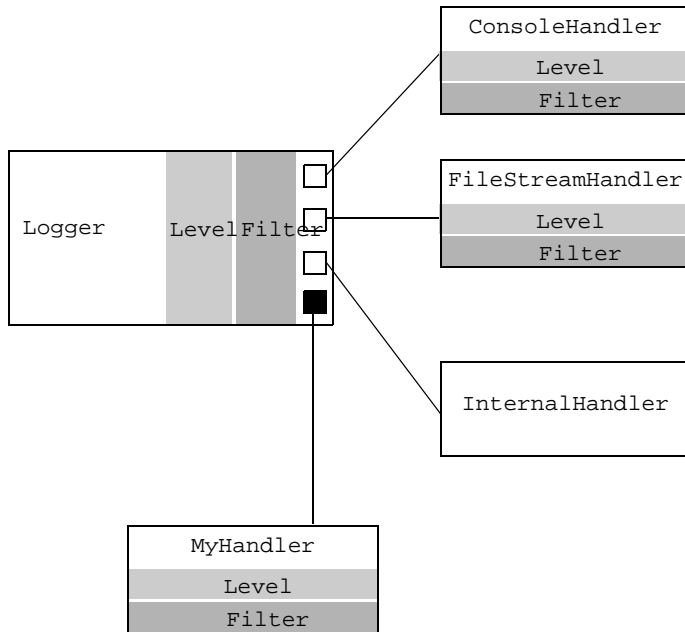 ConsoleHandler
Level
Filter
FileStreamHandler
Level
Filter
Logger
Level
Filter
InternalHandler
MyHandler
Level
Filter